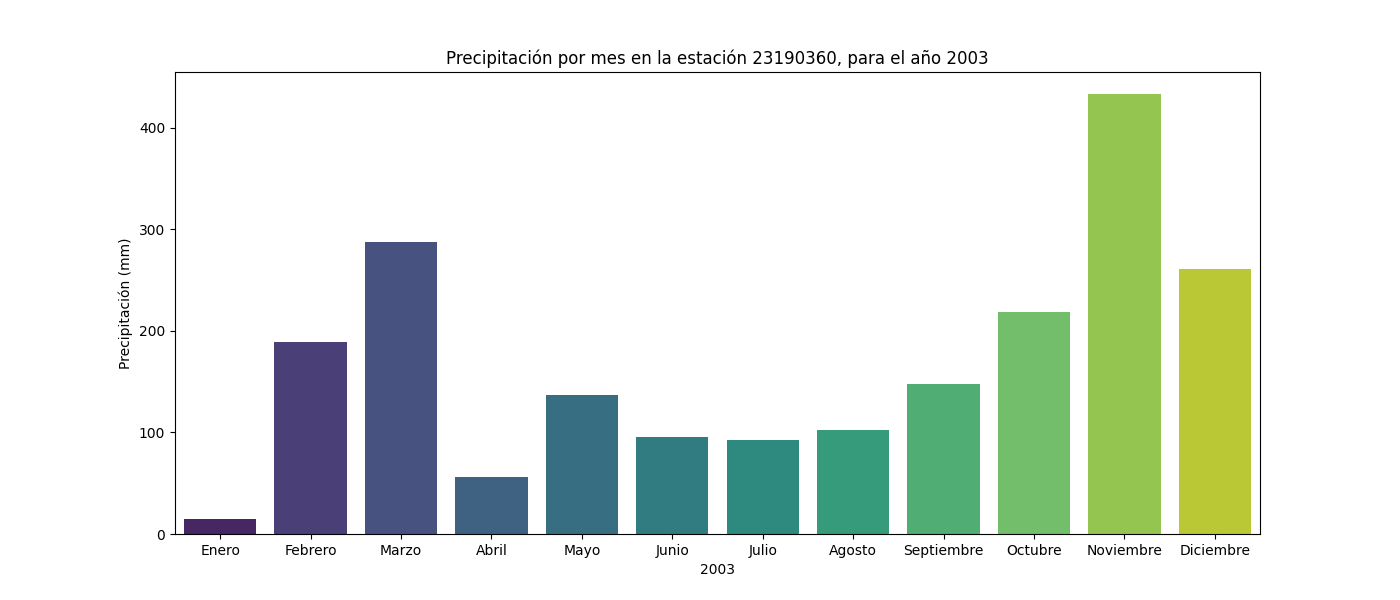 Precipitación por mes en la estación 23190360, para el año 2003
Precipitación (mm)
400
300
200
100
0
Enero Febrero Marzo Abril Mayo Junio Julio Agosto Septiembre Octubre Noviembre Diciembre
2003